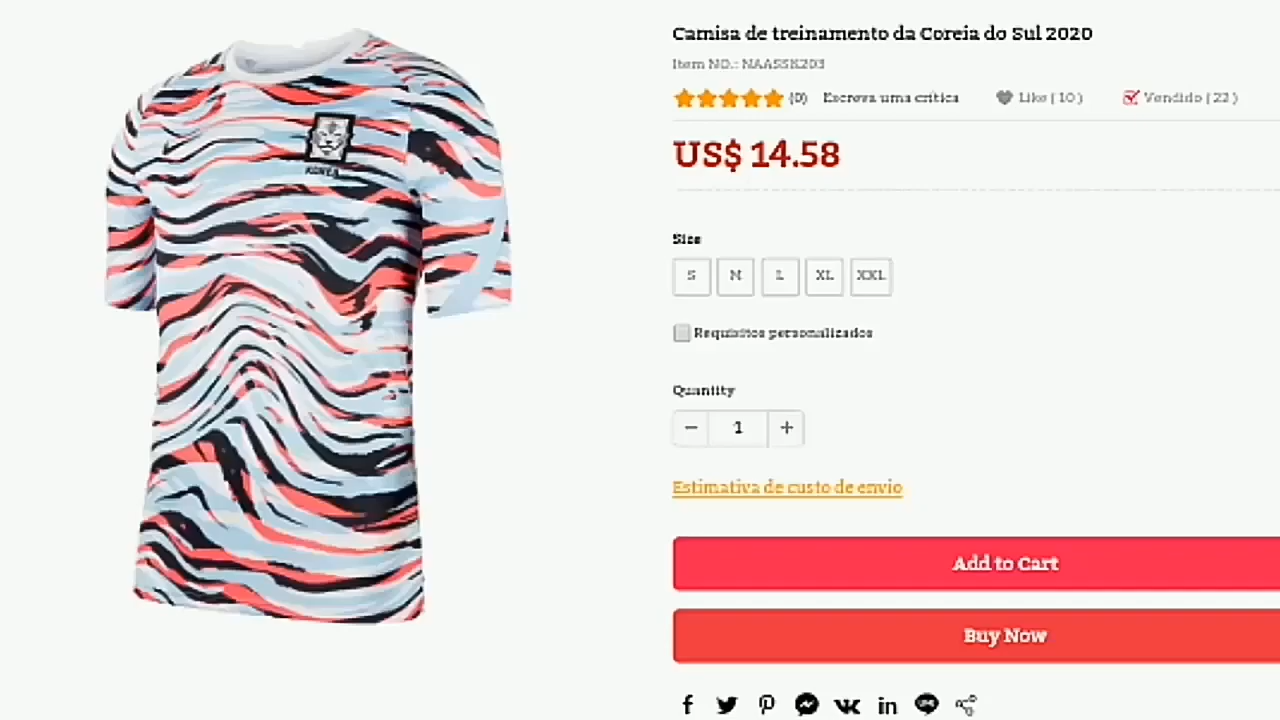 Camisa de treinamento da Coreia do Sul 2020
Item NO.: NAASSK203
(0) Escreva uma crítica Like ( 10 ) Vendido ( 22 )
US$ 14.58
Size
S M L XL XXL
Requisitos personalizados
Quantity
− 1 +
Estimativa de custo de envio
Add to Cart
Buy Now
KOREA